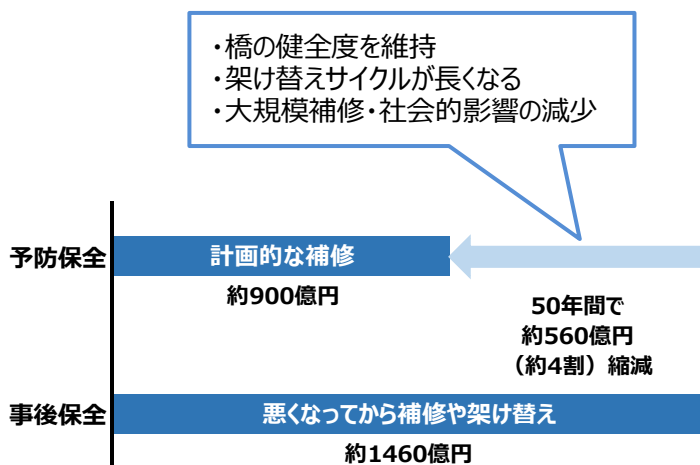 ・橋の健全度を維持
・架け替えサイクルが長くなる
・大規模補修・社会的影響の減少
予防保全
計画的な補修
約900億円
50年間で
約560億円
（約4割）縮減
事後保全
悪くなってから補修や架け替え
約1460億円